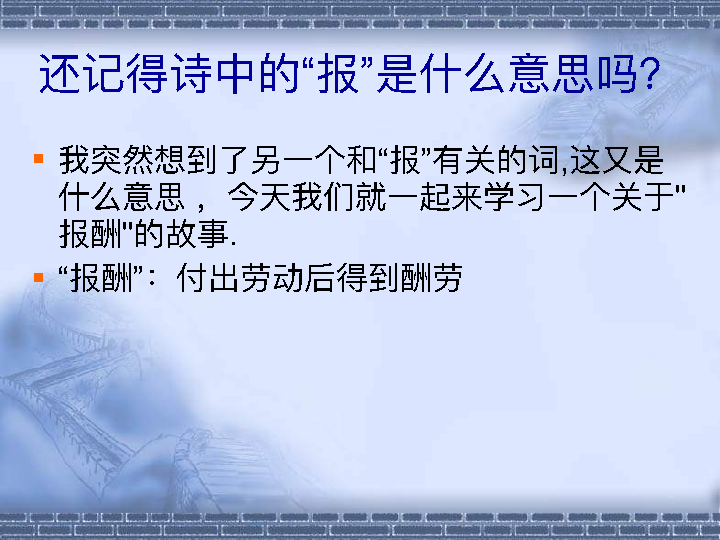 还记得诗中的“报”是什么意思吗?
我突然想到了另一个和“报”有关的词,这又是
什么意思，今天我们就一起来学习一个关于"
报酬"的故事.
“报酬”：付出劳动后得到酬劳